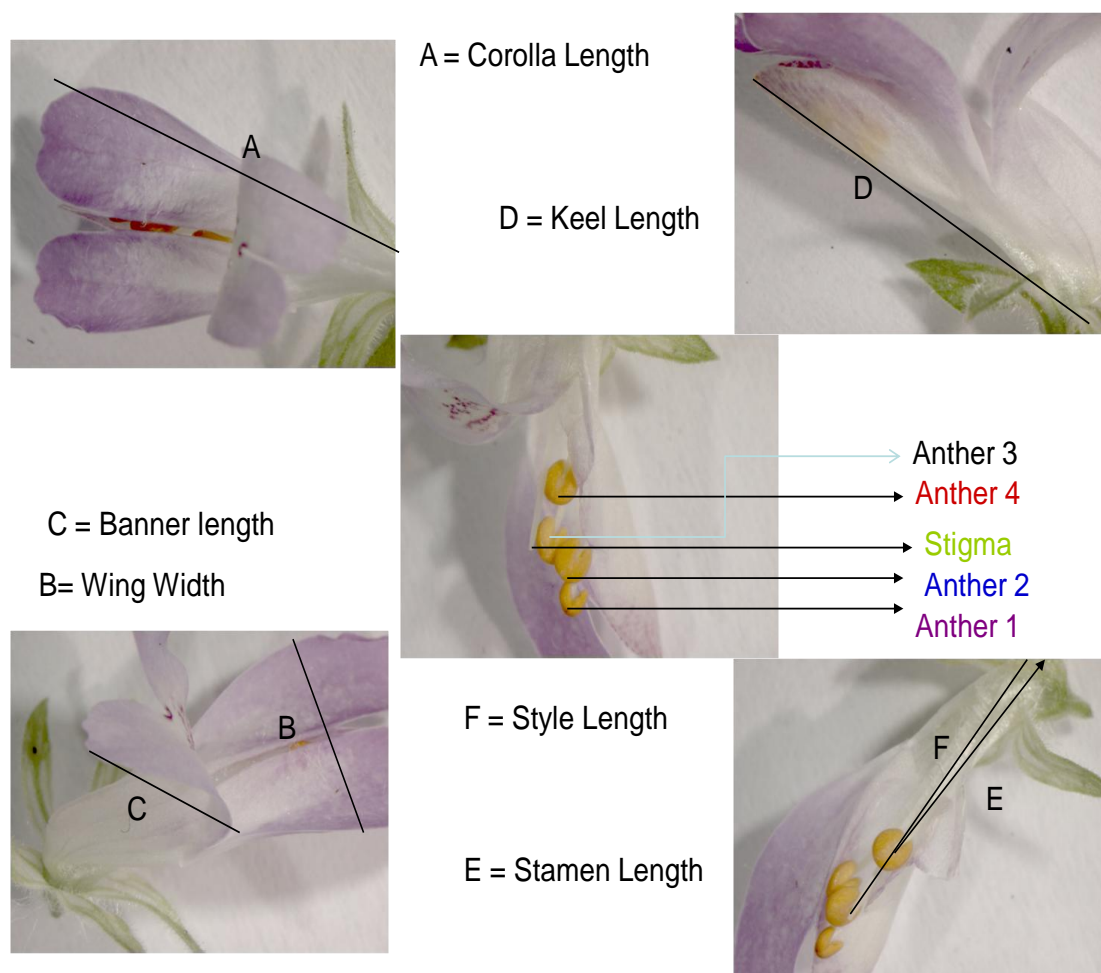 A = Corolla Length
A
D = Keel Length
D
Anther 3
Anther 4
Stigma
Anther 2
Anther 1
C = Banner length
B= Wing Width
B
C
F = Style Length
E = Stamen Length
F
E